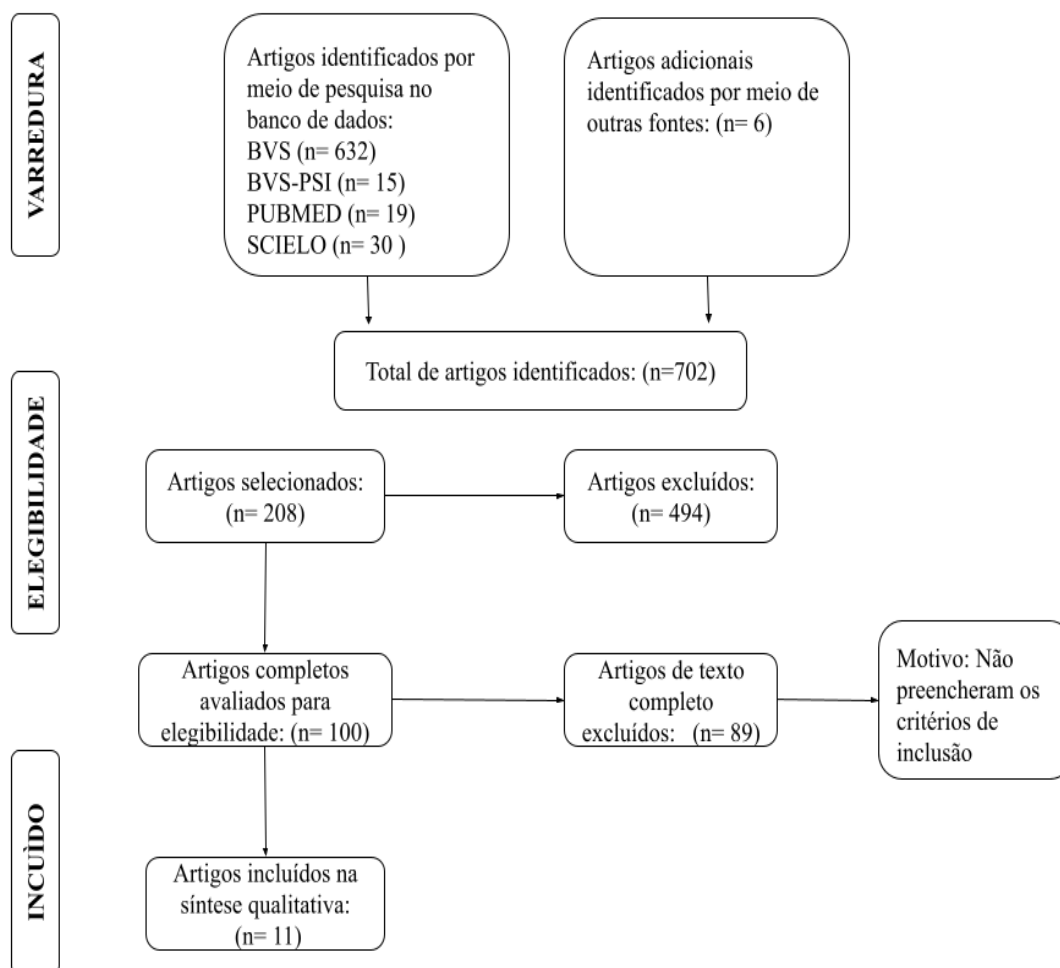 VARREDURA
Artigos identificados por
meio de pesquisa no
banco de dados:
BVS (n= 632)
BVS-PSI (n= 15)
PUBMED (n= 19)
SCIELO (n= 30 )
Artigos adicionais
identificados por meio de
outras fontes: (n= 6)
Total de artigos identificados: (n=702)
ELEGIBILIDADE
Artigos selecionados:
(n= 208)
Artigos excluídos:
(n= 494)
Artigos completos
avaliados para
elegibilidade: (n= 100)
Artigos de texto
completo
excluídos: (n= 89)
Motivo: Não
preencheram os
critérios de
inclusão
INCUÌDO
Artigos incluídos na
síntese qualitativa:
(n= 11)